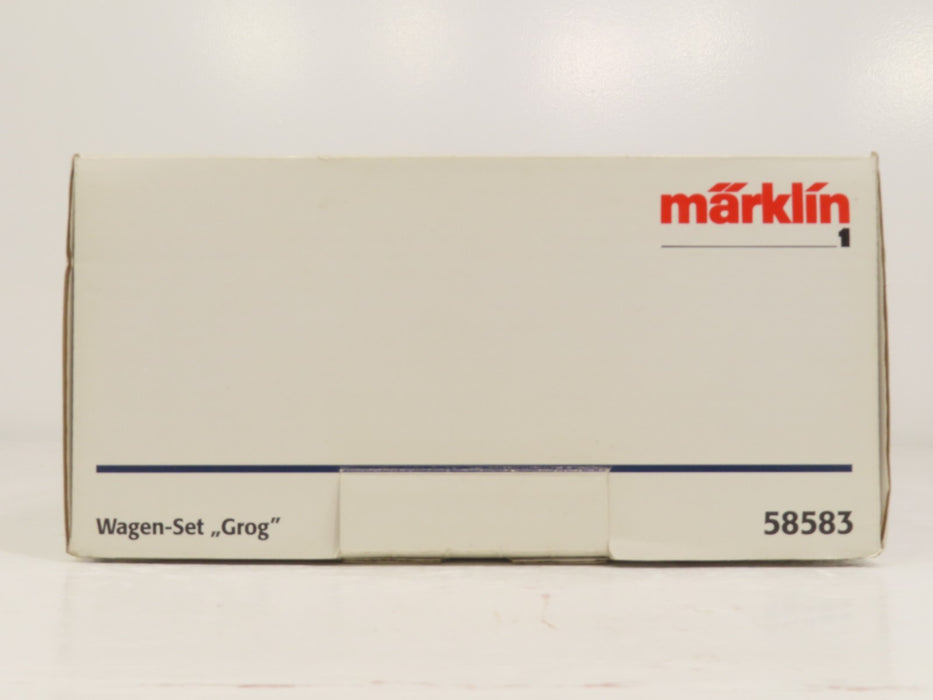 märklin
1
Wagen-Set „Grog”
58583